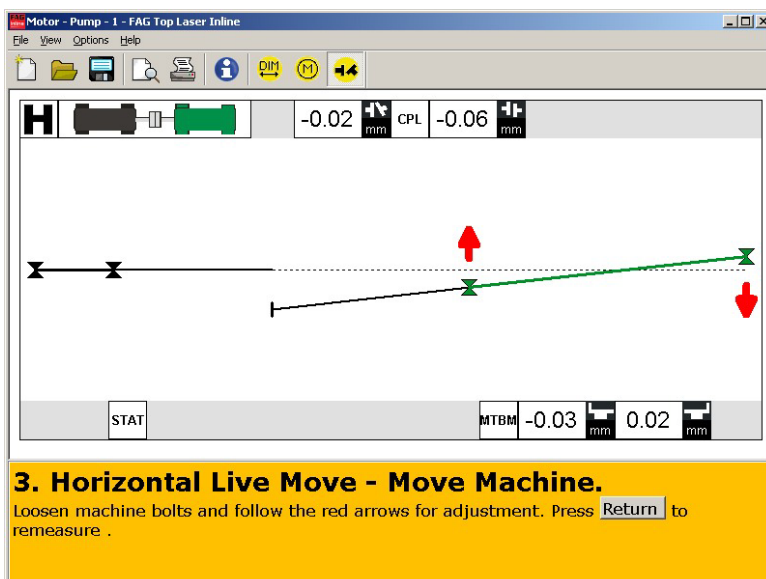 Motor - Pump - 1 - FAG Top Laser Inline
File View Options Help
DIM M
H -0.02 mm CPL -0.06 mm
STAT MTBM -0.03 mm 0.02 mm
3. Horizontal Live Move - Move Machine.
Loosen machine bolts and follow the red arrows for adjustment. Press Return to
remeasure .